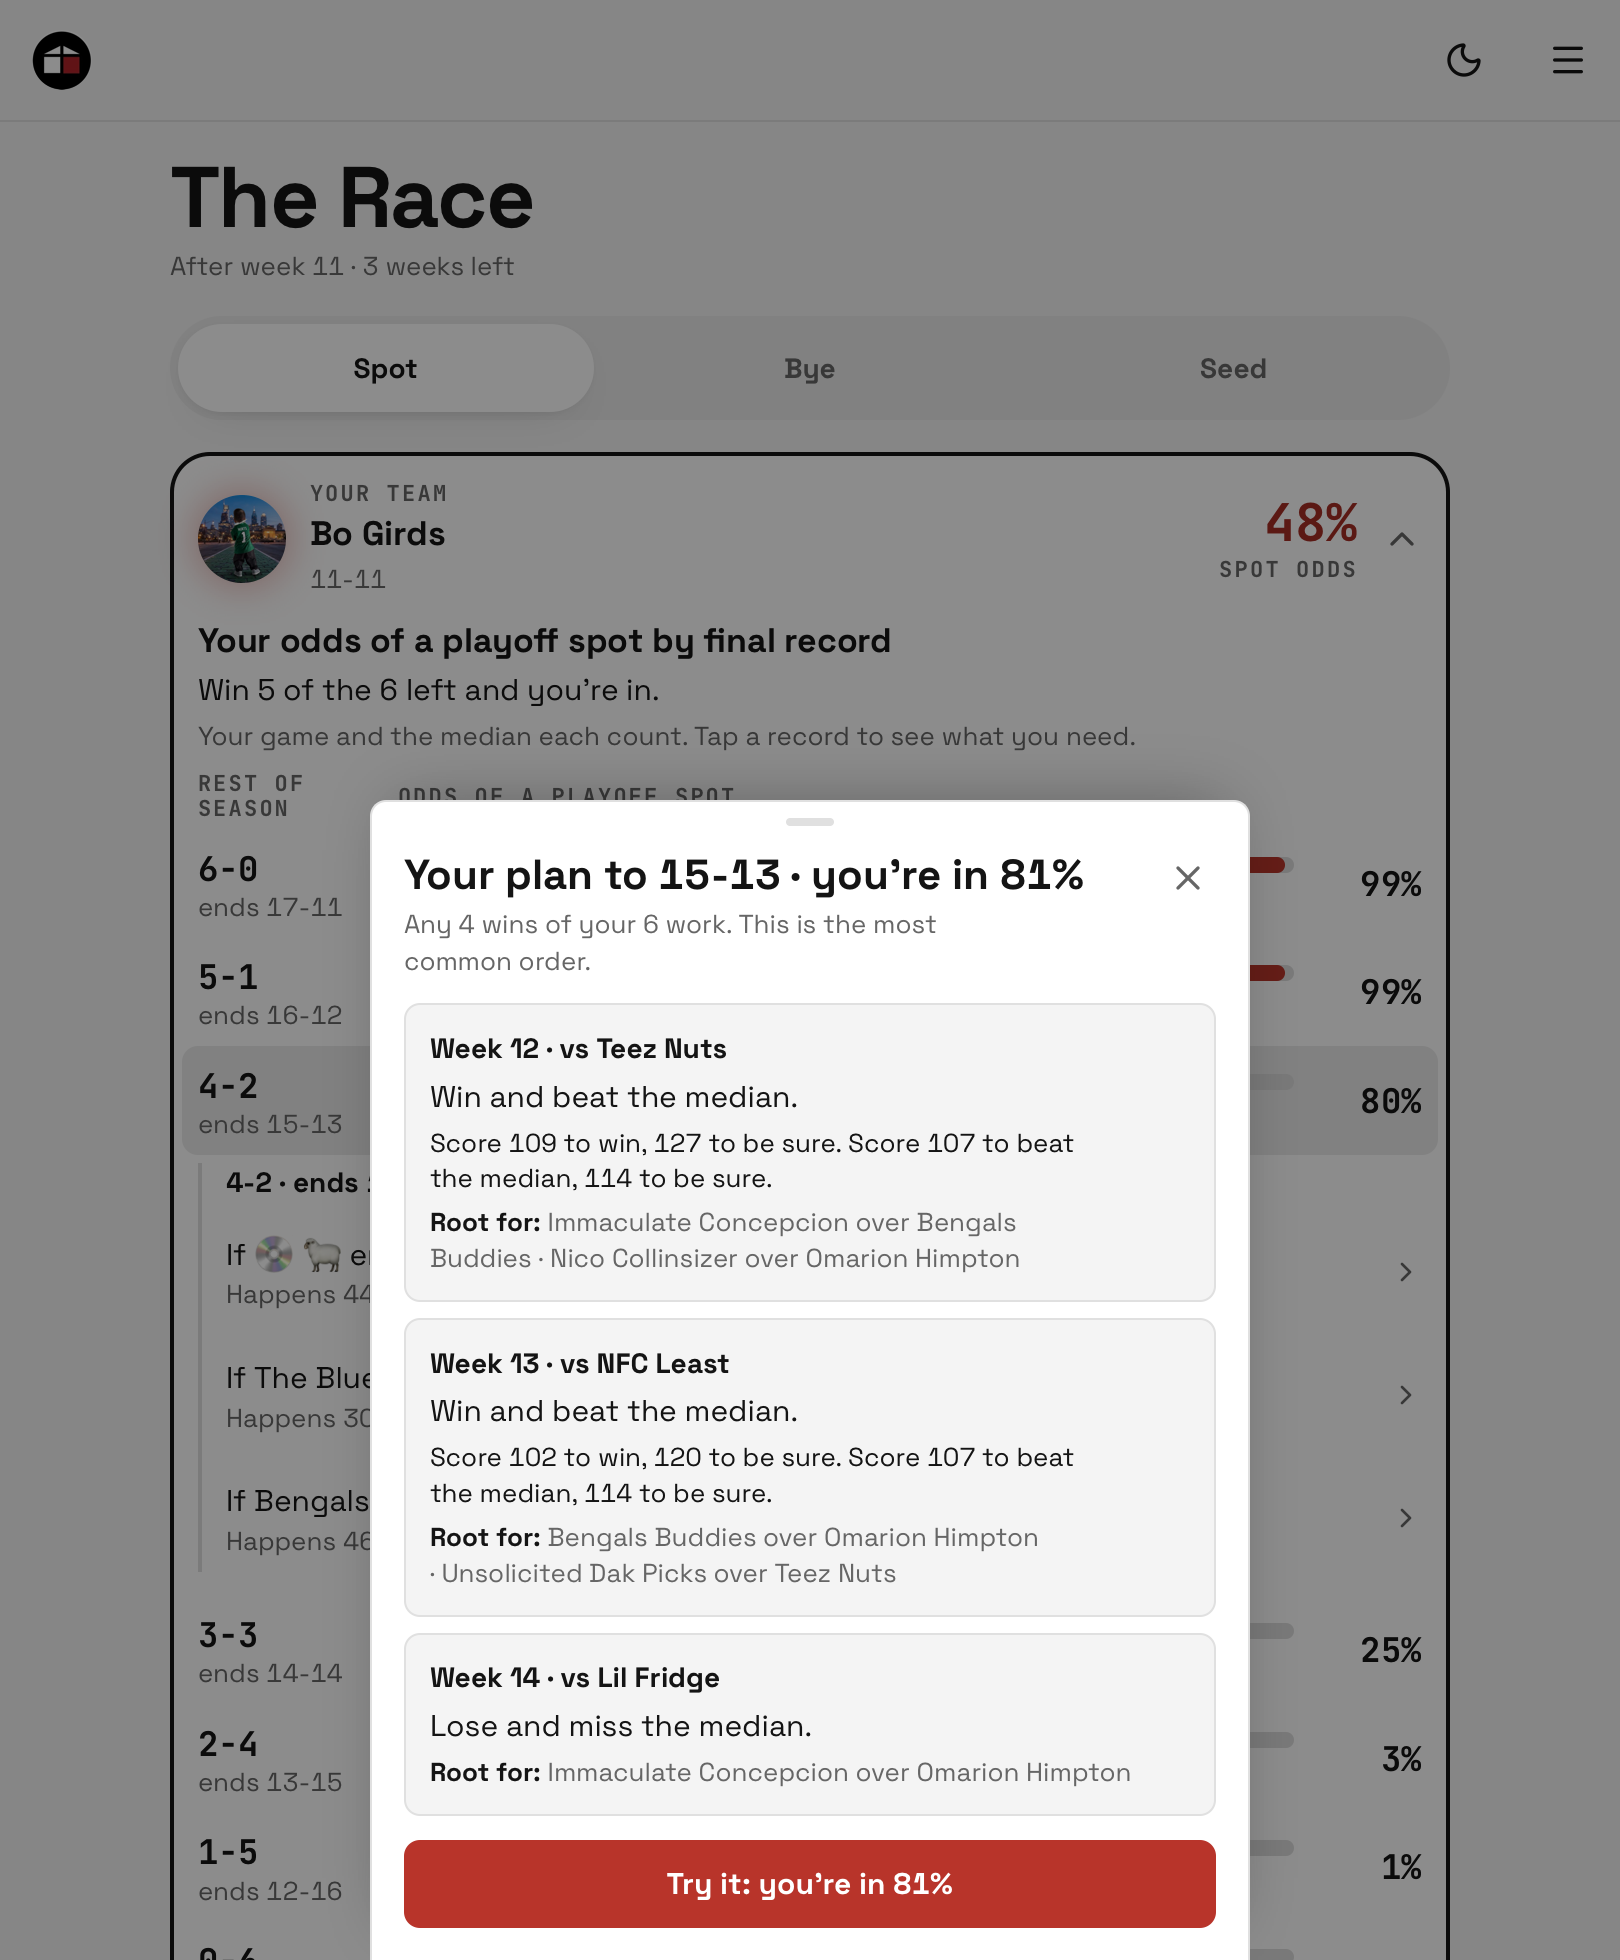 The Race
After week 11 · 3 weeks left
Spot
Bye
Seed
YOUR TEAM
Bo Girds
11-11
48%
SPOT ODDS
Your odds of a playoff spot by final record
Win 5 of the 6 left and you’re in.
Your game and the median each count. Tap a record to see what you need.
REST OF
SEASON
ODDS OF A PLAYOFF SPOT
6-0
ends 17-11
99%
5-1
ends 16-12
99%
4-2
ends 15-13
80%
4-2 · ends
If
Happens 44
If The Blue
Happens 30
If Bengals
Happens 46
3-3
ends 14-14
25%
2-4
ends 13-15
3%
1-5
ends 12-16
1%
Your plan to 15-13 · you’re in 81%
Any 4 wins of your 6 work. This is the most
common order.
Week 12 · vs Teez Nuts
Win and beat the median.
Score 109 to win, 127 to be sure. Score 107 to beat
the median, 114 to be sure.
Root for: Immaculate Concepcion over Bengals
Buddies · Nico Collinsizer over Omarion Himpton
Week 13 · vs NFC Least
Win and beat the median.
Score 102 to win, 120 to be sure. Score 107 to beat
the median, 114 to be sure.
Root for: Bengals Buddies over Omarion Himpton
· Unsolicited Dak Picks over Teez Nuts
Week 14 · vs Lil Fridge
Lose and miss the median.
Root for: Immaculate Concepcion over Omarion Himpton
Try it: you’re in 81%